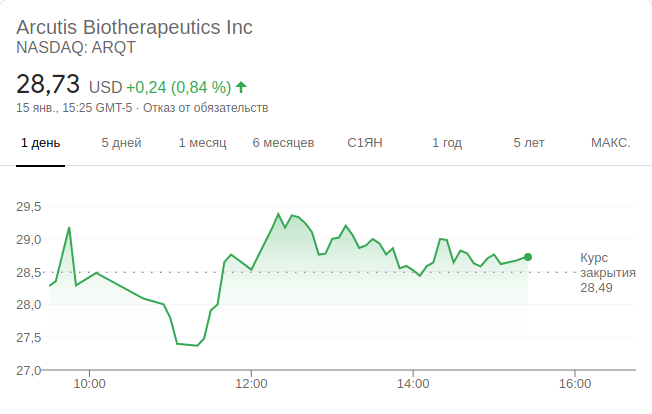 Arcutis Biotherapeutics Inc
NASDAQ: ARQT
28,73 USD +0,24 (0,84 %)
15 янв., 15:25 GMT-5 · Отказ от обязательств
1 день 5 дней 1 месяц 6 месяцев С1ЯН 1 год 5 лет МАКС.
29,5
29,0
28,5
28,0
27,5
27,0
Курс
закрытия
28,49
10:00 12:00 14:00 16:00